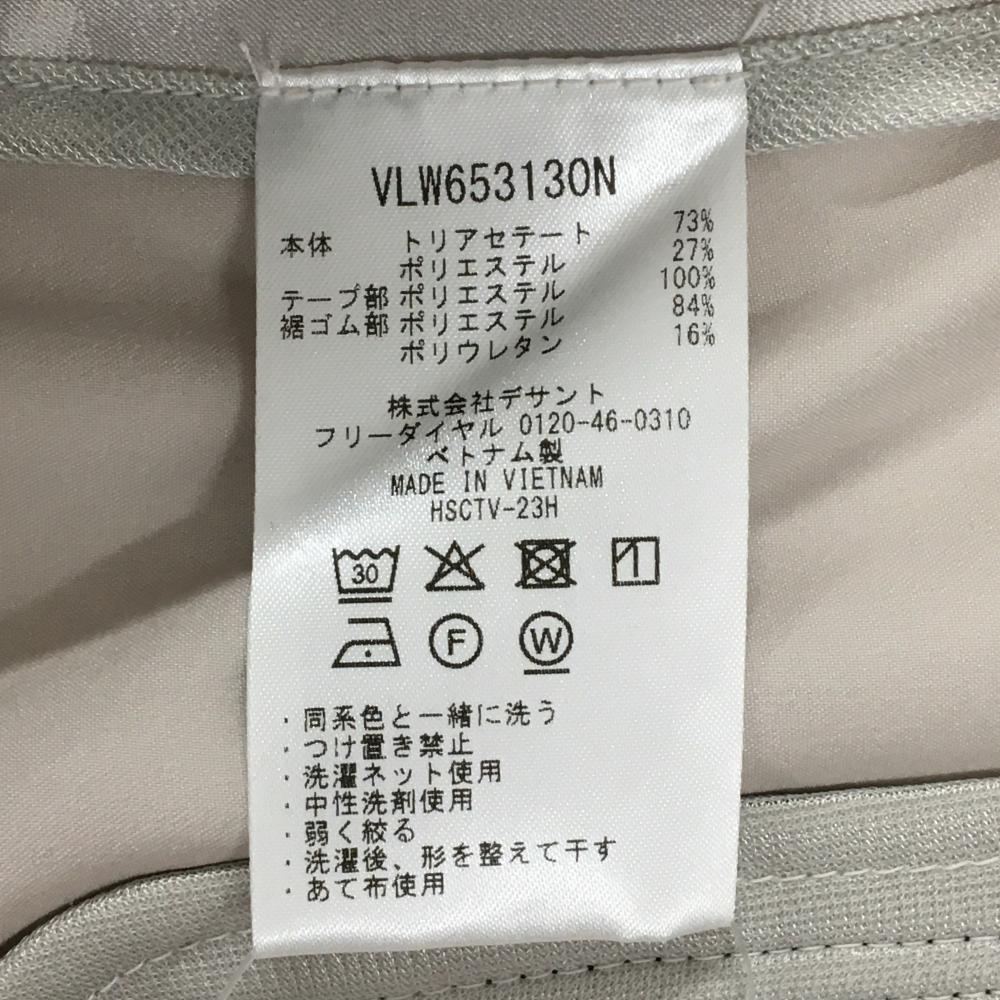 VLW653130N
本体 トリアセテート 73%
ポリエステル 27%
テープ部 ポリエステル 100%
裾ゴム部 ポリエステル 84%
ポリウレタン 16%
株式会社デサント
フリーダイヤル 0120-46-0310
ベトナム製
MADE IN VIETNAM
HSCTV-23H
30
F W
・同系色と一緒に洗う
・つけ置き禁止
・洗濯ネット使用
・中性洗剤使用
・弱く絞る
・洗濯後、形を整えて干す
・あて布使用